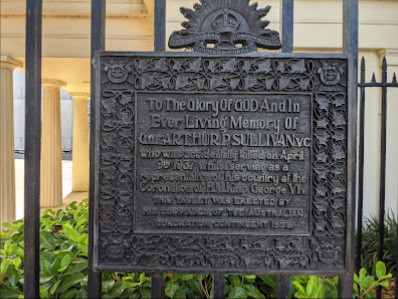 To The Glory Of GOD And In
Ever Living Memory Of
Gnr ARTHUR P. SULLIVAN V.C.
who was accidentally killed on April
9th 1937 Whilst serving as a
representative of his country at the
Coronation of H.M. King George VI.
THIS TABLET WAS ERECTED BY
HIS COMRADES OF THE AUSTRALIAN
CORONATION CONTINGENT 1937